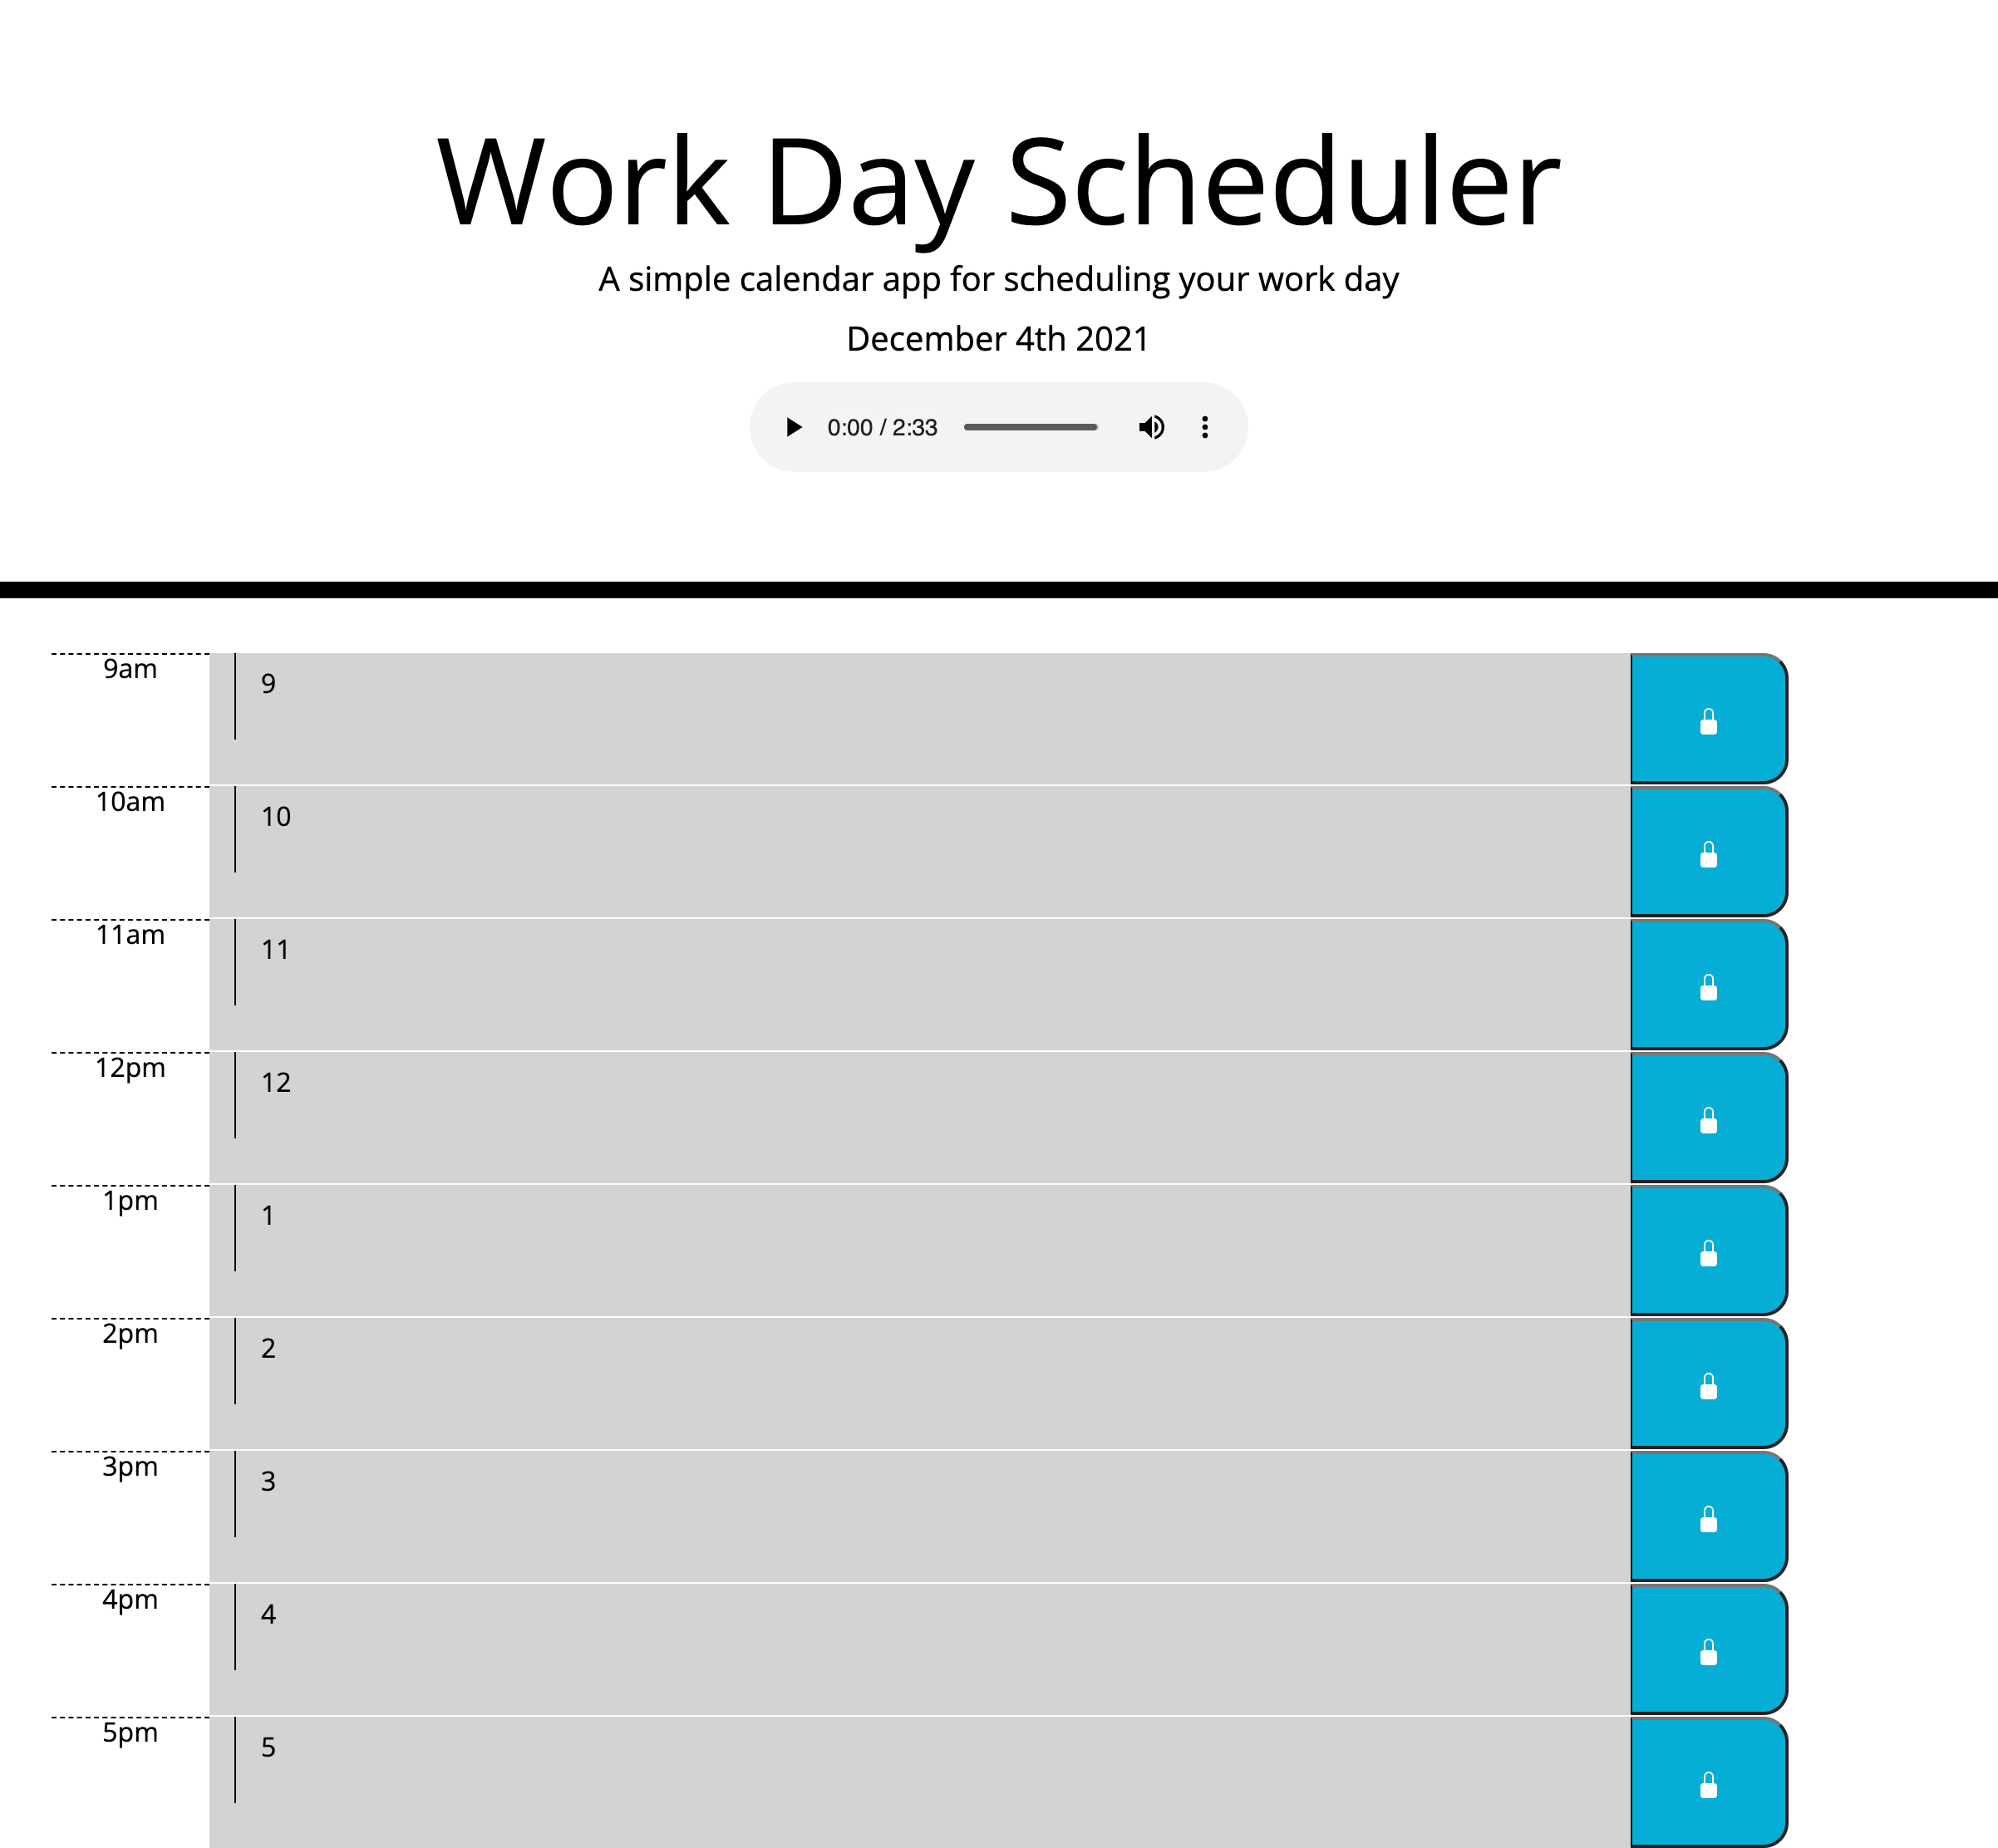 Work Day Scheduler
A simple calendar app for scheduling your work day
December 4th 2021
0:00 / 2:33
9am
9
10am
10
11am
11
12pm
12
1pm
1
2pm
2
3pm
3
4pm
4
5pm
5